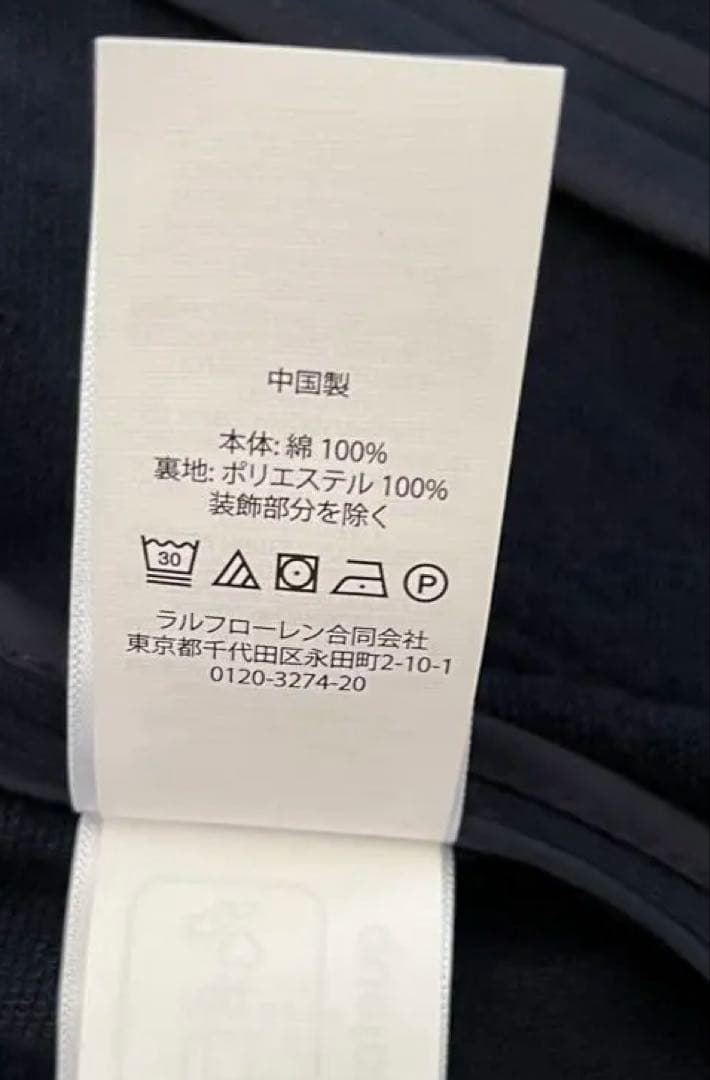 中国製
本体: 綿 100%
裏地: ポリエステル 100%
装飾部分を除く
30
P
ラルフローレン合同会社
東京都千代田区永田町2-10-1
0120-3274-20